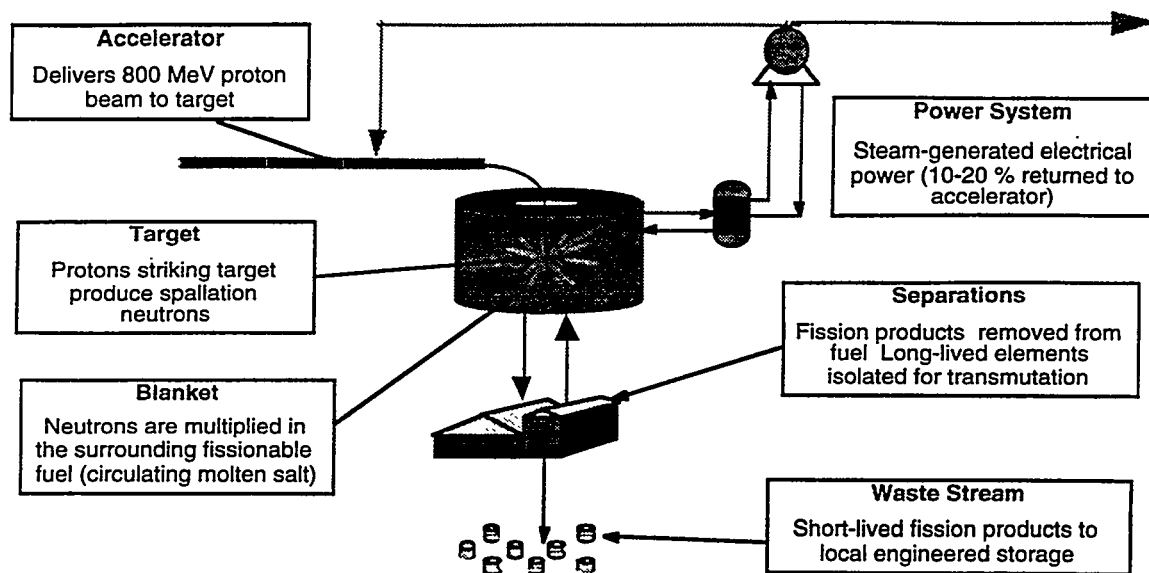 Accelerator
Delivers 800 MeV proton
beam to target
Power System
Steam-generated electrical
power (10-20 % returned to
accelerator)
Target
Protons striking target
produce spallation
neutrons
Separations
Fission products removed from
fuel Long-lived elements
isolated for transmutation
Blanket
Neutrons are multiplied in
the surrounding fissionable
fuel (circulating molten salt)
Waste Stream
Short-lived fission products to
local engineered storage